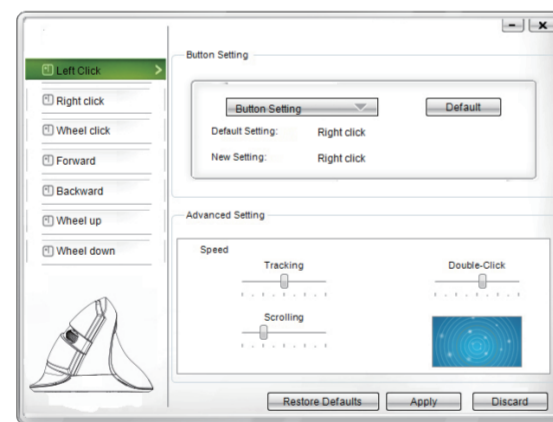 Button Setting
Left Click
Right click
Wheel click
Forward
Backward
Wheel up
Wheel down
Button Setting
Default
Default Setting: Right click
New Setting: Right click
Advanced Setting
Speed
Tracking
Double-Click
Scrolling
Restore Defaults
Apply
Discard